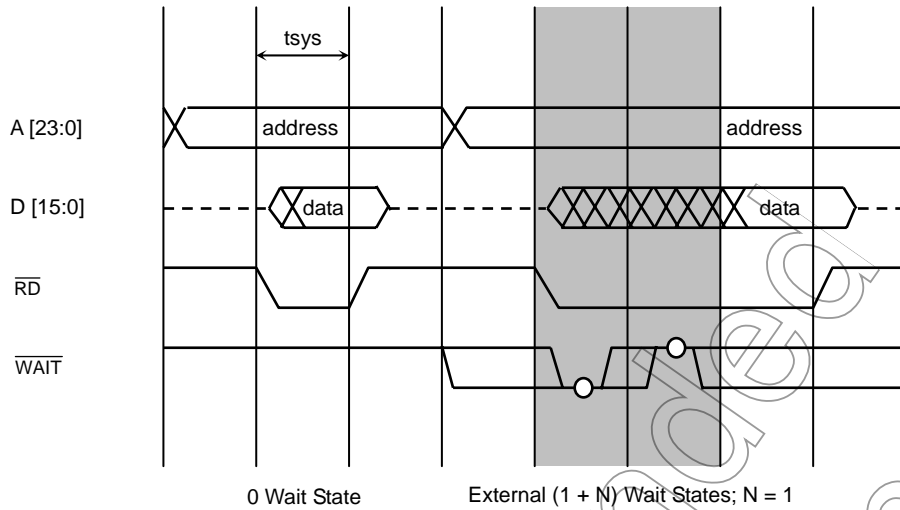 tsys
A [23:0]
address
address
D [15:0]
data
data
RD
WAIT
0 Wait State
External (1 + N) Wait States; N = 1